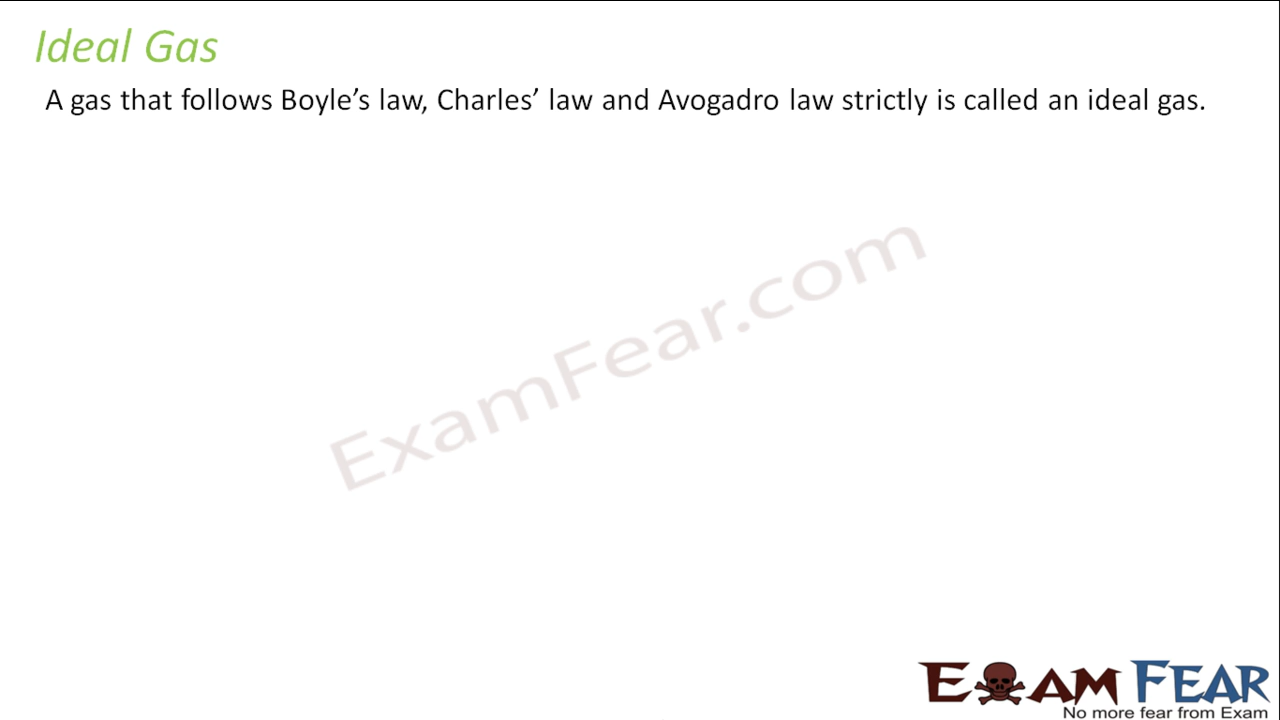 Ideal Gas
A gas that follows Boyle’s law, Charles’ law and Avogadro law strictly is called an ideal gas.
ExamFear.com
EXAM FEAR
No more fear from Exam